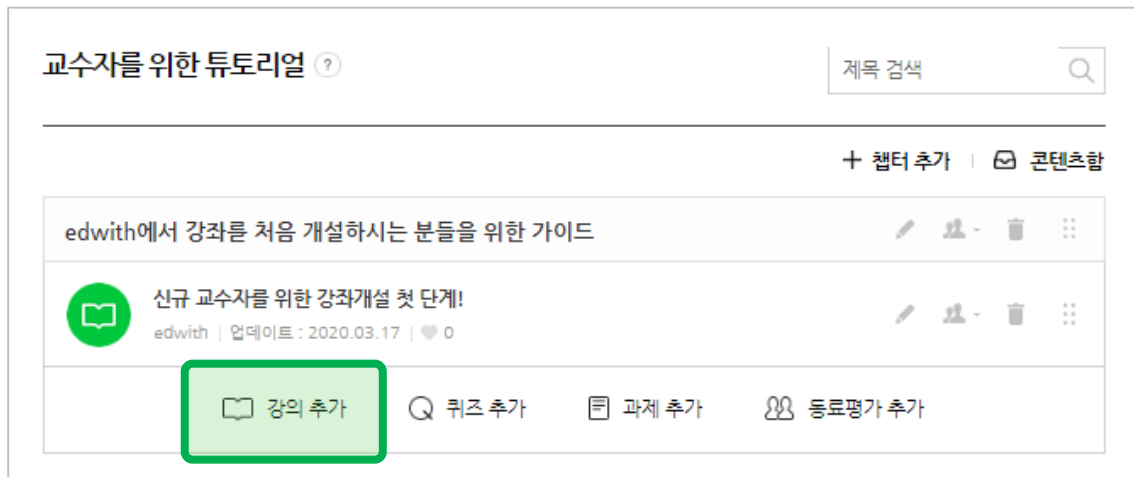 교수자를 위한 튜토리얼 ?
제목 검색
+ 챕터 추가 | 콘텐츠함
edwith에서 강좌를 처음 개설하시는 분들을 위한 가이드
신규 교수자를 위한 강좌개설 첫 단계!
edwith | 업데이트 : 2020.03.17 | ♥ 0
강의 추가 퀴즈 추가 과제 추가 동료평가 추가